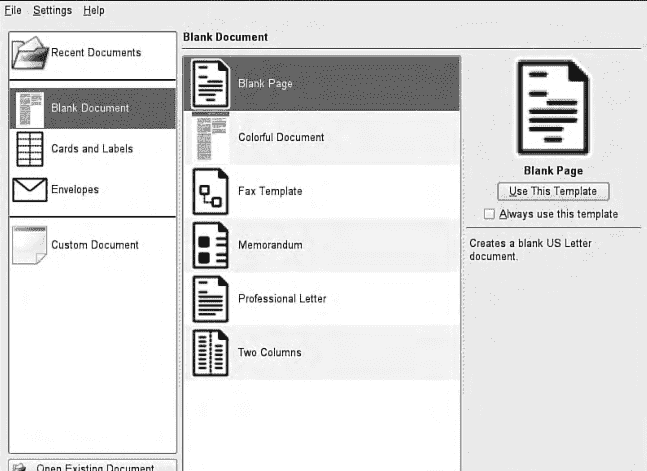 File Settings Help
Recent Documents
Blank Document
Cards and Labels
Envelopes
Custom Document
Open Existing Document
Blank Document
Blank Page
Colorful Document
Fax Template
Memorandum
Professional Letter
Two Columns
Blank Page
Use This Template
Always use this template
Creates a blank US Letter
document.